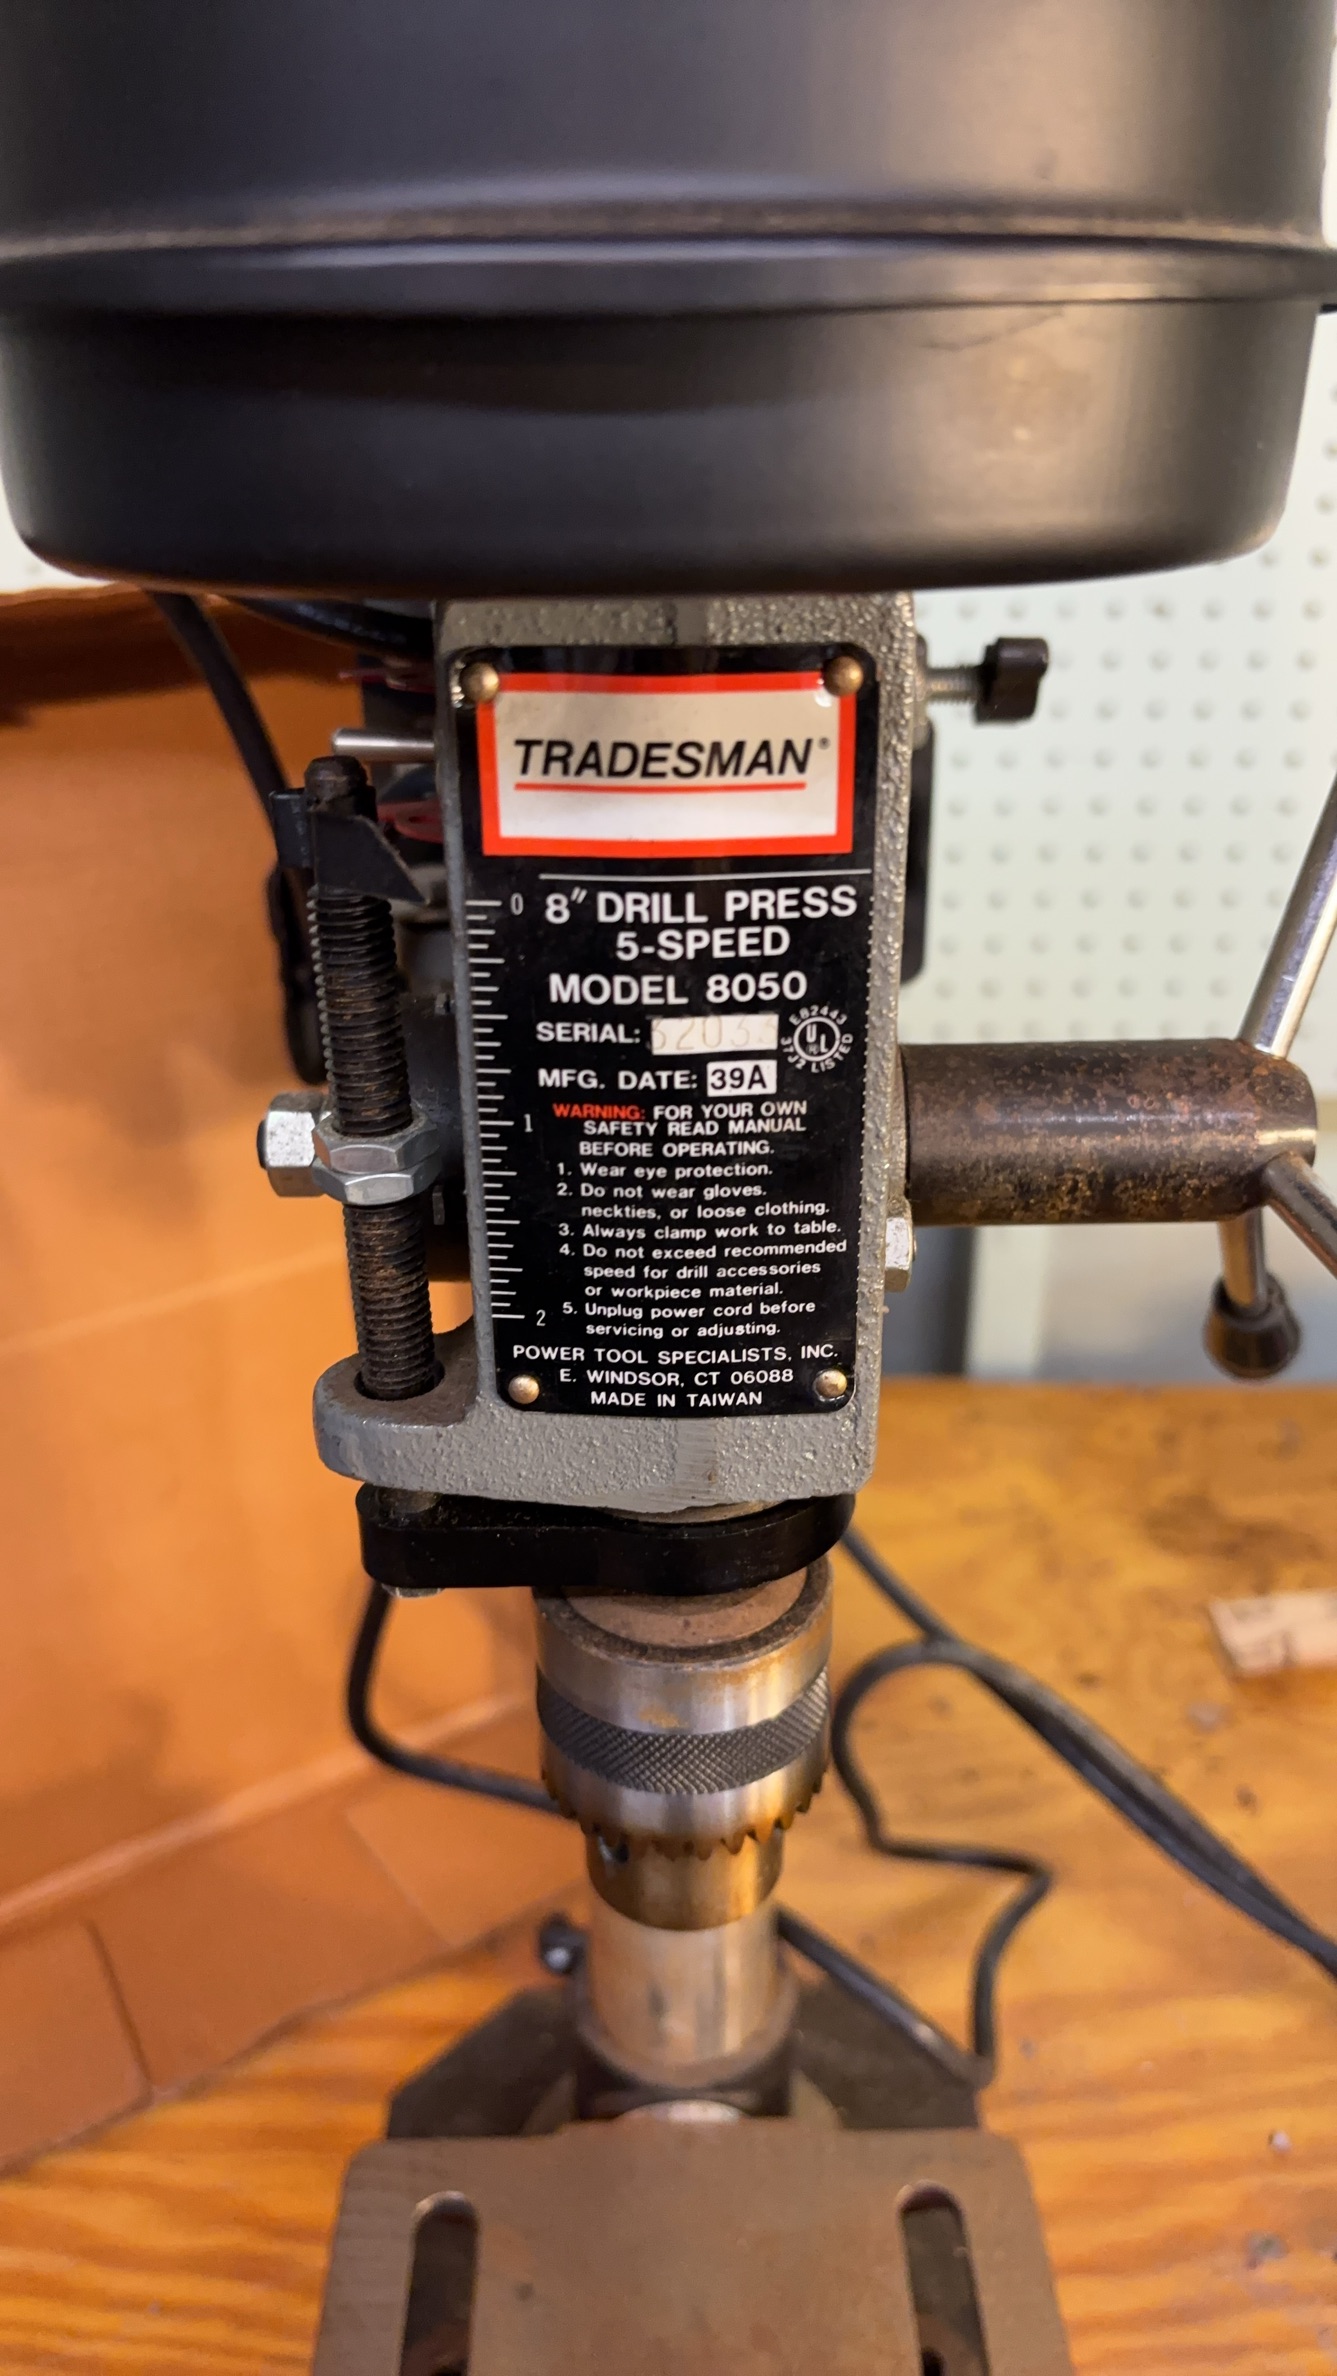 TRADESMAN®
0 8″ DRILL PRESS
5-SPEED
MODEL 8050
SERIAL:
E82443
UL
37J2 LISTED
MFG. DATE: 39A
WARNING: FOR YOUR OWN
1 SAFETY READ MANUAL
BEFORE OPERATING.
1. Wear eye protection.
2. Do not wear gloves.
neckties, or loose clothing.
3. Always clamp work to table.
4. Do not exceed recommended
speed for drill accessories
or workpiece material.
2 5. Unplug power cord before
servicing or adjusting.
POWER TOOL SPECIALISTS, INC.
E. WINDSOR, CT 06088
MADE IN TAIWAN